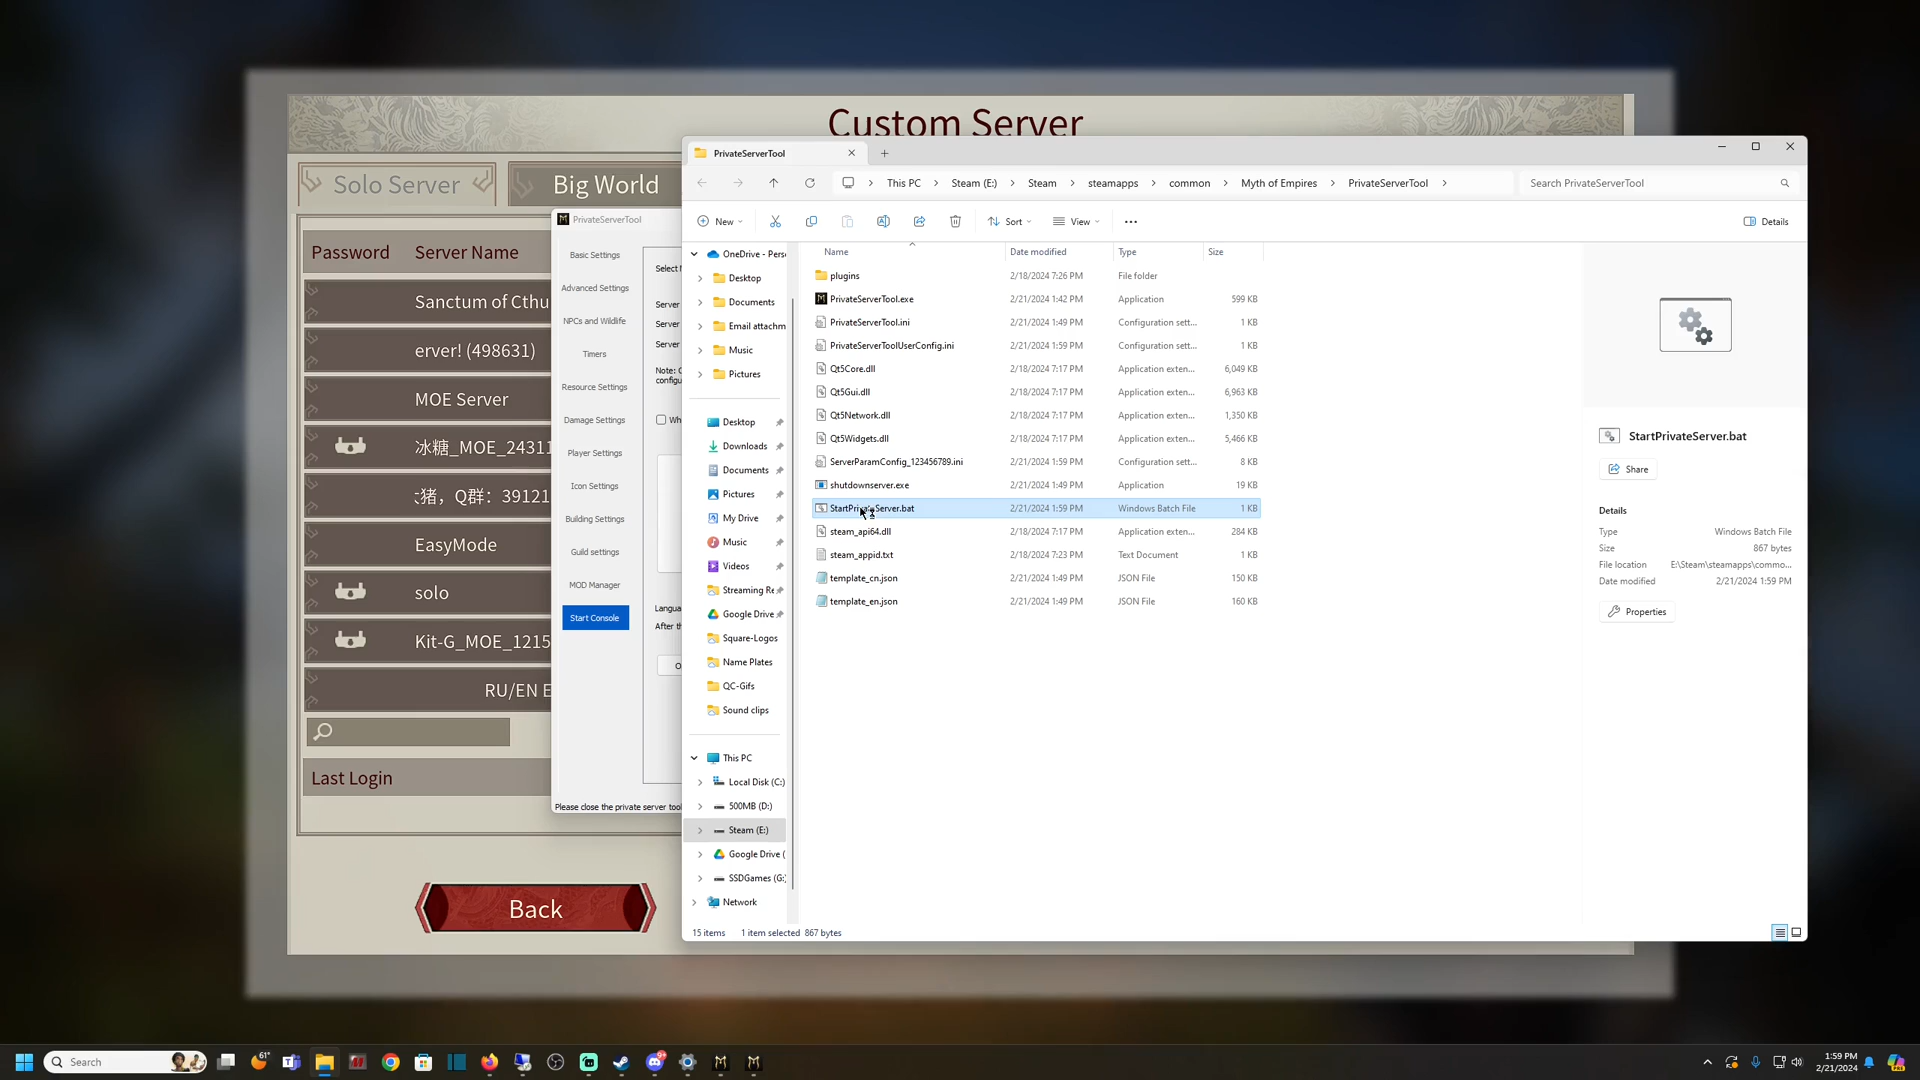 Custom Server
Solo Server
Big World
Password
Server Name
Sanctum of Cthu
erver! (498631)
MOE Server
冰糖_MOE_24311
猪，Q群：39121
EasyMode
solo
Kit-G_MOE_1215
RU/EN E
Last Login
Back
PrivateServerTool
Basic Settings
Advanced Settings
NPCs and Wildlife
Timers
Resource Settings
Damage Settings
Player Settings
Icon Settings
Building Settings
Guild settings
MOD Manager
Start Console
Select
Server
Server
Server
Note:
configu
Wh
Langua
After th
O
Please close the private server tool
PrivateServerTool
This PC > Steam (E:) > Steam > steamapps > common > Myth of Empires > PrivateServerTool >
Search PrivateServerTool
New
Sort
View
Details
OneDrive - Pers
Desktop
Documents
Email attachm
Music
Pictures
Desktop
Downloads
Documents
Pictures
My Drive
Music
Videos
Streaming Re
Google Drive
Square-Logos
Name Plates
QC-Gifs
Sound clips
This PC
Local Disk (C:)
500MB (D:)
Steam (E:)
Google Drive (
SSDGames (G:
Network
Name Date modified Type Size
plugins 2/18/2024 7:26 PM File folder
PrivateServerTool.exe 2/21/2024 1:42 PM Application 599 KB
PrivateServerTool.ini 2/21/2024 1:49 PM Configuration sett... 1 KB
PrivateServerToolUserConfig.ini 2/21/2024 1:59 PM Configuration sett... 1 KB
Qt5Core.dll 2/18/2024 7:17 PM Application exten... 6,049 KB
Qt5Gui.dll 2/18/2024 7:17 PM Application exten... 6,963 KB
Qt5Network.dll 2/18/2024 7:17 PM Application exten... 1,350 KB
Qt5Widgets.dll 2/18/2024 7:17 PM Application exten... 5,466 KB
ServerParamConfig_123456789.ini 2/21/2024 1:59 PM Configuration sett... 8 KB
shutdownserver.exe 2/21/2024 1:49 PM Application 19 KB
StartPrivateServer.bat 2/21/2024 1:59 PM Windows Batch File 1 KB
steam_api64.dll 2/18/2024 7:17 PM Application exten... 284 KB
steam_appid.txt 2/18/2024 7:23 PM Text Document 1 KB
template_cn.json 2/21/2024 1:49 PM JSON File 150 KB
template_en.json 2/21/2024 1:49 PM JSON File 160 KB
StartPrivateServer.bat
Share
Details
Type Windows Batch File
Size 867 bytes
File location E:\Steam\steamapps\commo...
Date modified 2/21/2024 1:59 PM
Properties
15 items 1 item selected 867 bytes
Search
61°
9+
1:59 PM
2/21/2024